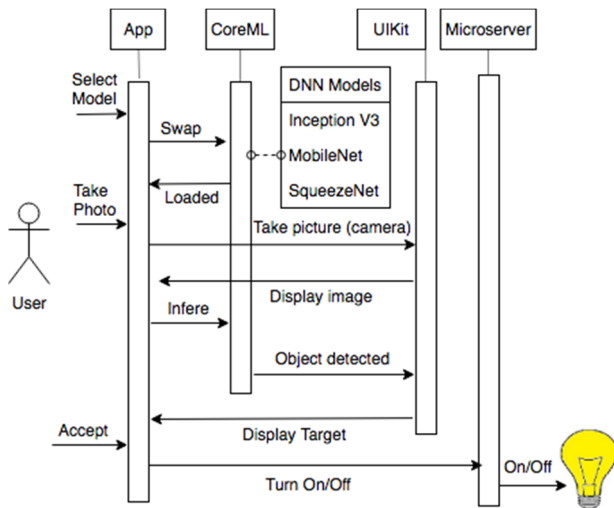 App
CoreML
UIKit
Microserver
Select
Model
DNN Models
Inception V3
MobileNet
SqueezeNet
Swap
Loaded
Take
Photo
Take picture (camera)
User
Display image
Infere
Object detected
Accept
Display Target
Turn On/Off
On/Off